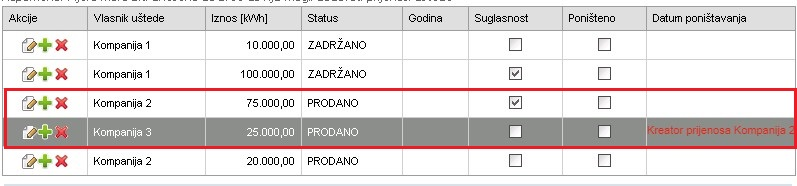 Akcije Vlasnik uštede Iznos [kWh] Status Godina Suglasnost Poništeno Datum poništavanja
Kompanija 1 10.000,00 ZADRŽANO
Kompanija 1 100.000,00 ZADRŽANO
Kompanija 2 75.000,00 PRODANO
Kompanija 3 25.000,00 PRODANO Kreator prijenosa Kompanija 2
Kompanija 2 20.000,00 PRODANO